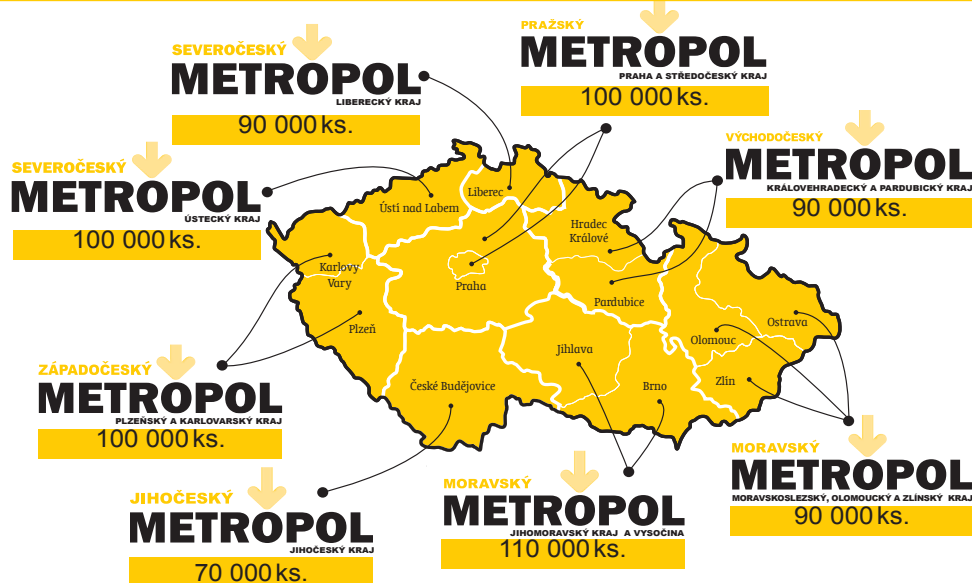 SEVEROČESKÝ
METROPOL
LIBERECKÝ KRAJ
90 000 ks.
PRAŽSKÝ
METROPOL
PRAHA A STŘEDOČESKÝ KRAJ
100 000 ks.
SEVEROČESKÝ
METROPOL
ÚSTECKÝ KRAJ
100 000 ks.
VÝCHODOČESKÝ
METROPOL
KRÁLOVEHRADECKÝ A PARDUBICKÝ KRAJ
90 000 ks.
Liberec
Ústí nad Labem
Hradec
Králové
Karlovy
Vary
Praha
Pardubice
Plzeň
Ostrava
Olomouc
Jihlava
Zlín
České Budějovice
Brno
ZÁPADOČESKÝ
METROPOL
PLZEŇSKÝ A KARLOVARSKÝ KRAJ
100 000 ks.
JIHOČESKÝ
METROPOL
JIHOČESKÝ KRAJ
70 000 ks.
MORAVSKÝ
METROPOL
JIHOMORAVSKÝ KRAJ A VYSOČINA
110 000 ks.
MORAVSKÝ
METROPOL
MORAVSKOSLEZSKÝ, OLOMOUCKÝ A ZLÍNSKÝ KRAJ
90 000 ks.